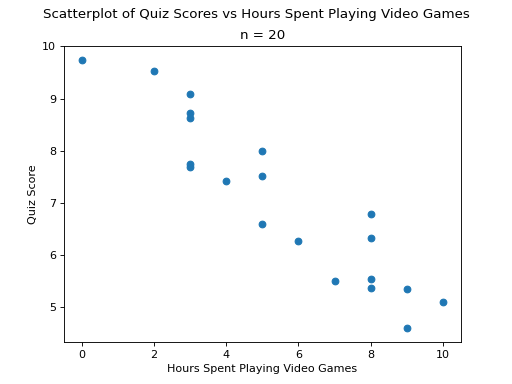 Scatterplot of Quiz Scores vs Hours Spent Playing Video Games
n = 20
10
9
8
7
6
5
Quiz Score
0 2 4 6 8 10
Hours Spent Playing Video Games